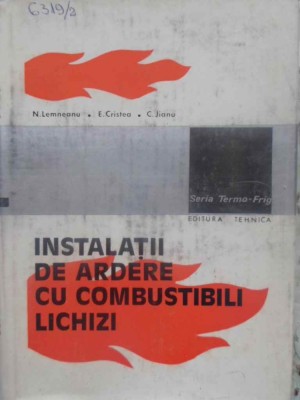 6319/2
N. Lemneanu • E. Cristea • C. Jianu
Seria Termo-Frig
EDITURA TEHNICA
INSTALAȚII
DE ARDERE
CU COMBUSTIBILI
LICHIZI